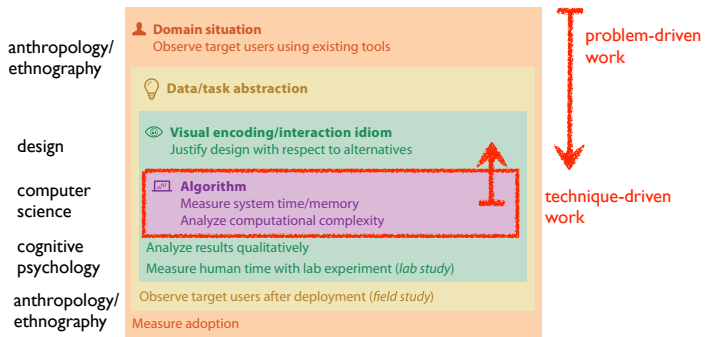 Domain situation
Observe target users using existing tools
anthropology/
ethnography
problem-driven
work
Data/task abstraction
Visual encoding/interaction idiom
Justify design with respect to alternatives
design
Algorithm
Measure system time/memory
Analyze computational complexity
computer
science
technique-driven
work
Analyze results qualitatively
Measure human time with lab experiment (lab study)
cognitive
psychology
Observe target users after deployment (field study)
anthropology/
ethnography
Measure adoption